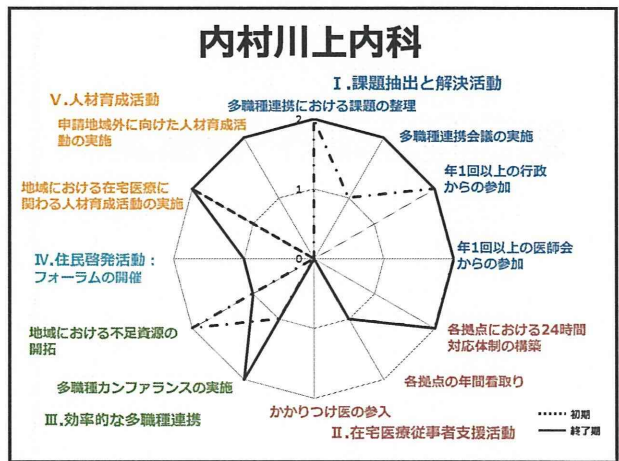 内村川上内科
Ⅰ.課題抽出と解決活動
Ⅴ.人材育成活動
多職種連携における課題の整理
申請地域外に向けた人材育成活
動の実施
2
多職種連携会議の実施
年1回以上の行政
からの参加
地域における在宅医療に
関わる人材育成活動の実施
1
Ⅳ.住民啓発活動：
フォーラムの開催
0
年1回以上の医師会
からの参加
地域における不足資源の
開拓
各拠点における24時間
対応体制の構築
多職種カンファランスの実施
各拠点の年間看取り
かかりつけ医の参入
Ⅲ.効率的な多職種連携
Ⅱ.在宅医療従事者支援活動
初期
終了期